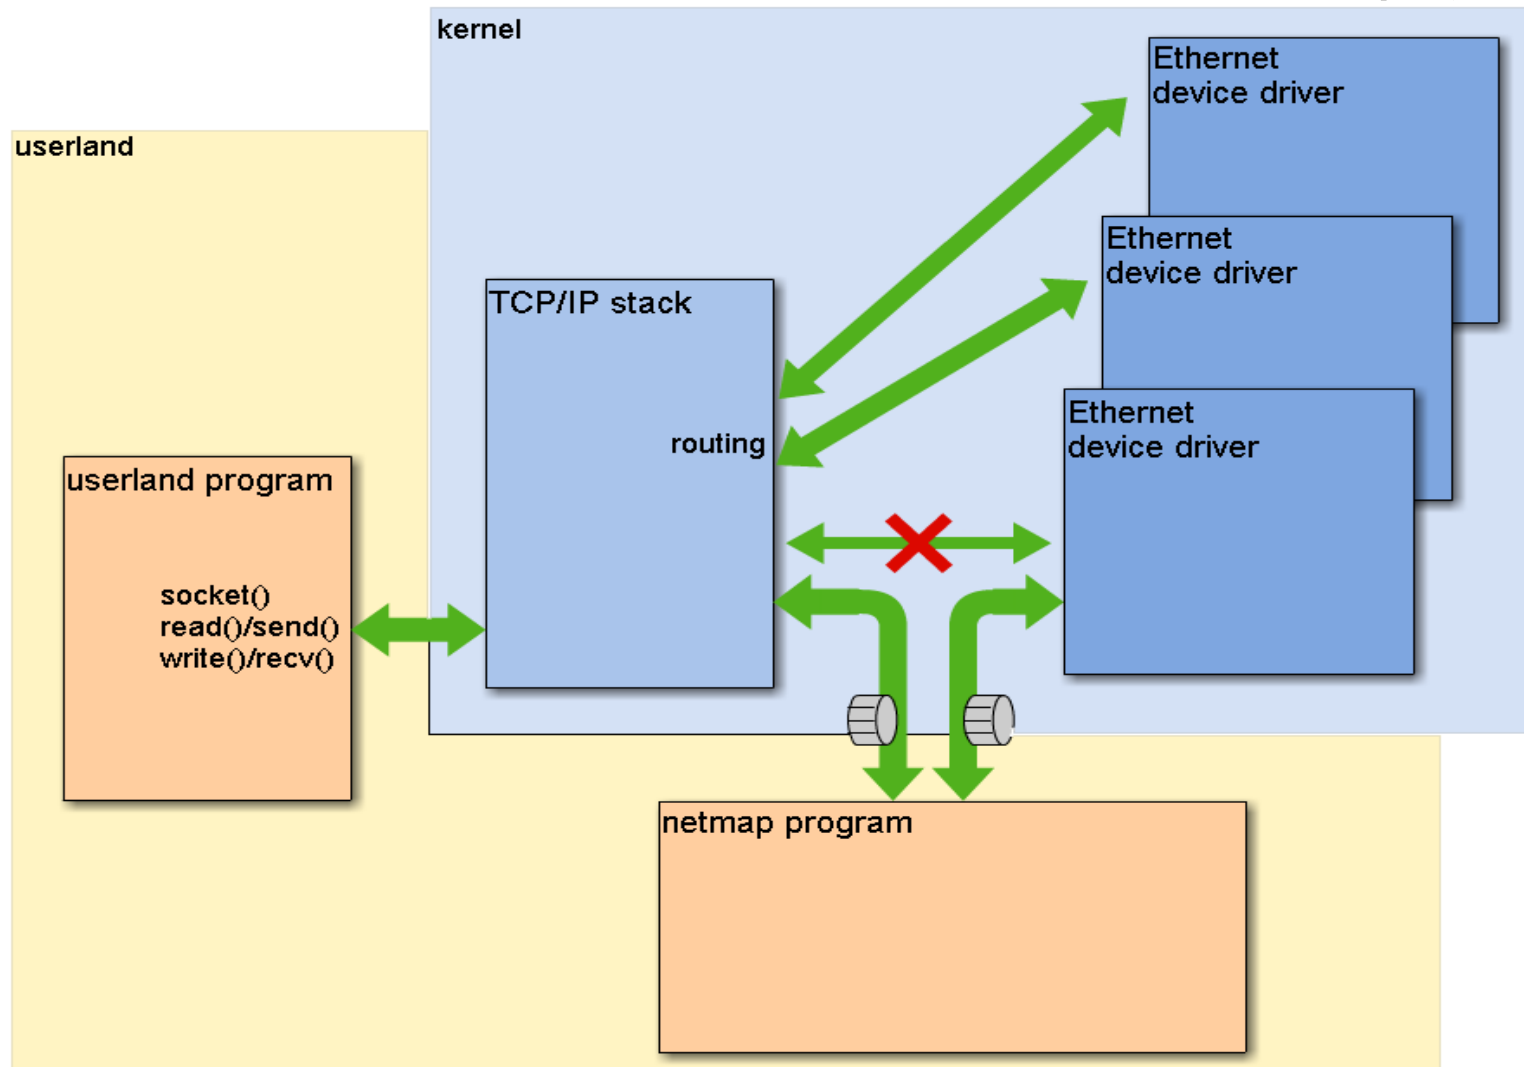 kernel
Ethernet
device driver
userland
Ethernet
device driver
TCP/IP stack
Ethernet
device driver
routing
userland program
socket()
read()/send()
write()/recv()
netmap program